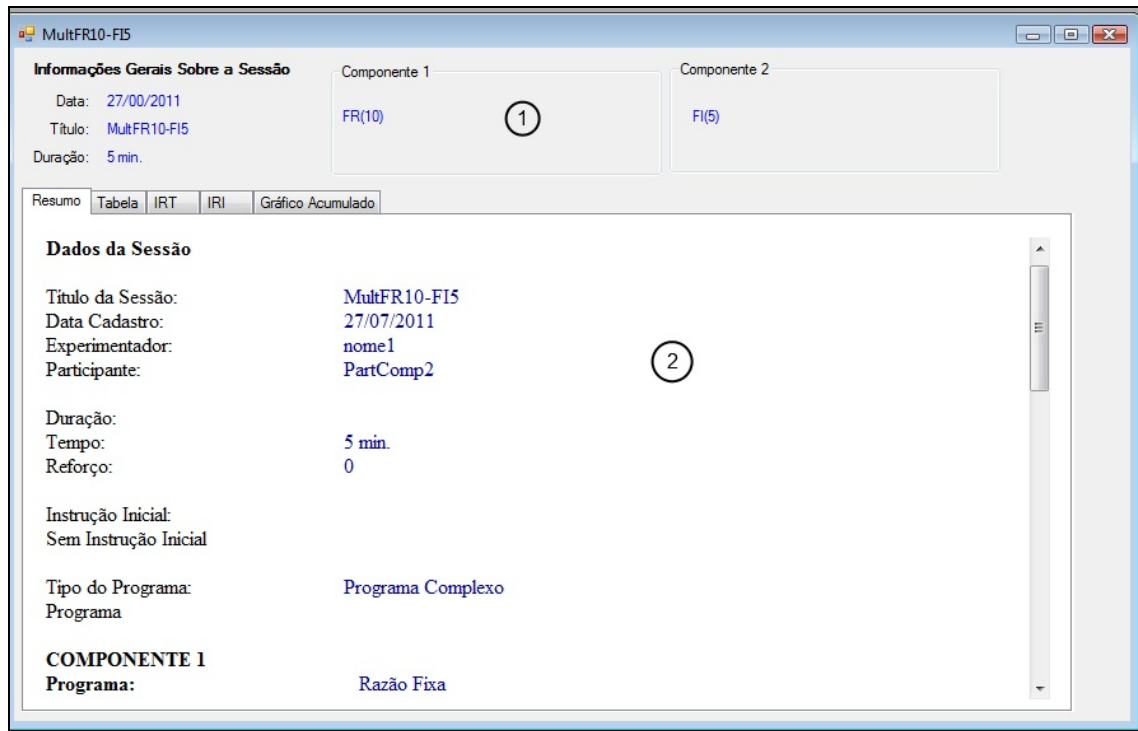 MultFR10-FI5
Informações Gerais Sobre a Sessão
Data: 27/00/2011
Título: MultFR10-FI5
Duração: 5 min.
Componente 1
FR(10)
1
Componente 2
FI(5)
Resumo Tabela IRT IRI Gráfico Acumulado
Dados da Sessão
Título da Sessão: MultFR10-FI5
Data Cadastro: 27/07/2011
Experimentador: nome1
Participante: PartComp2
2
Duração:
Tempo: 5 min.
Reforço: 0
Instrução Inicial:
Sem Instrução Inicial
Tipo do Programa: Programa Complexo
Programa
COMPONENTE 1
Programa: Razão Fixa